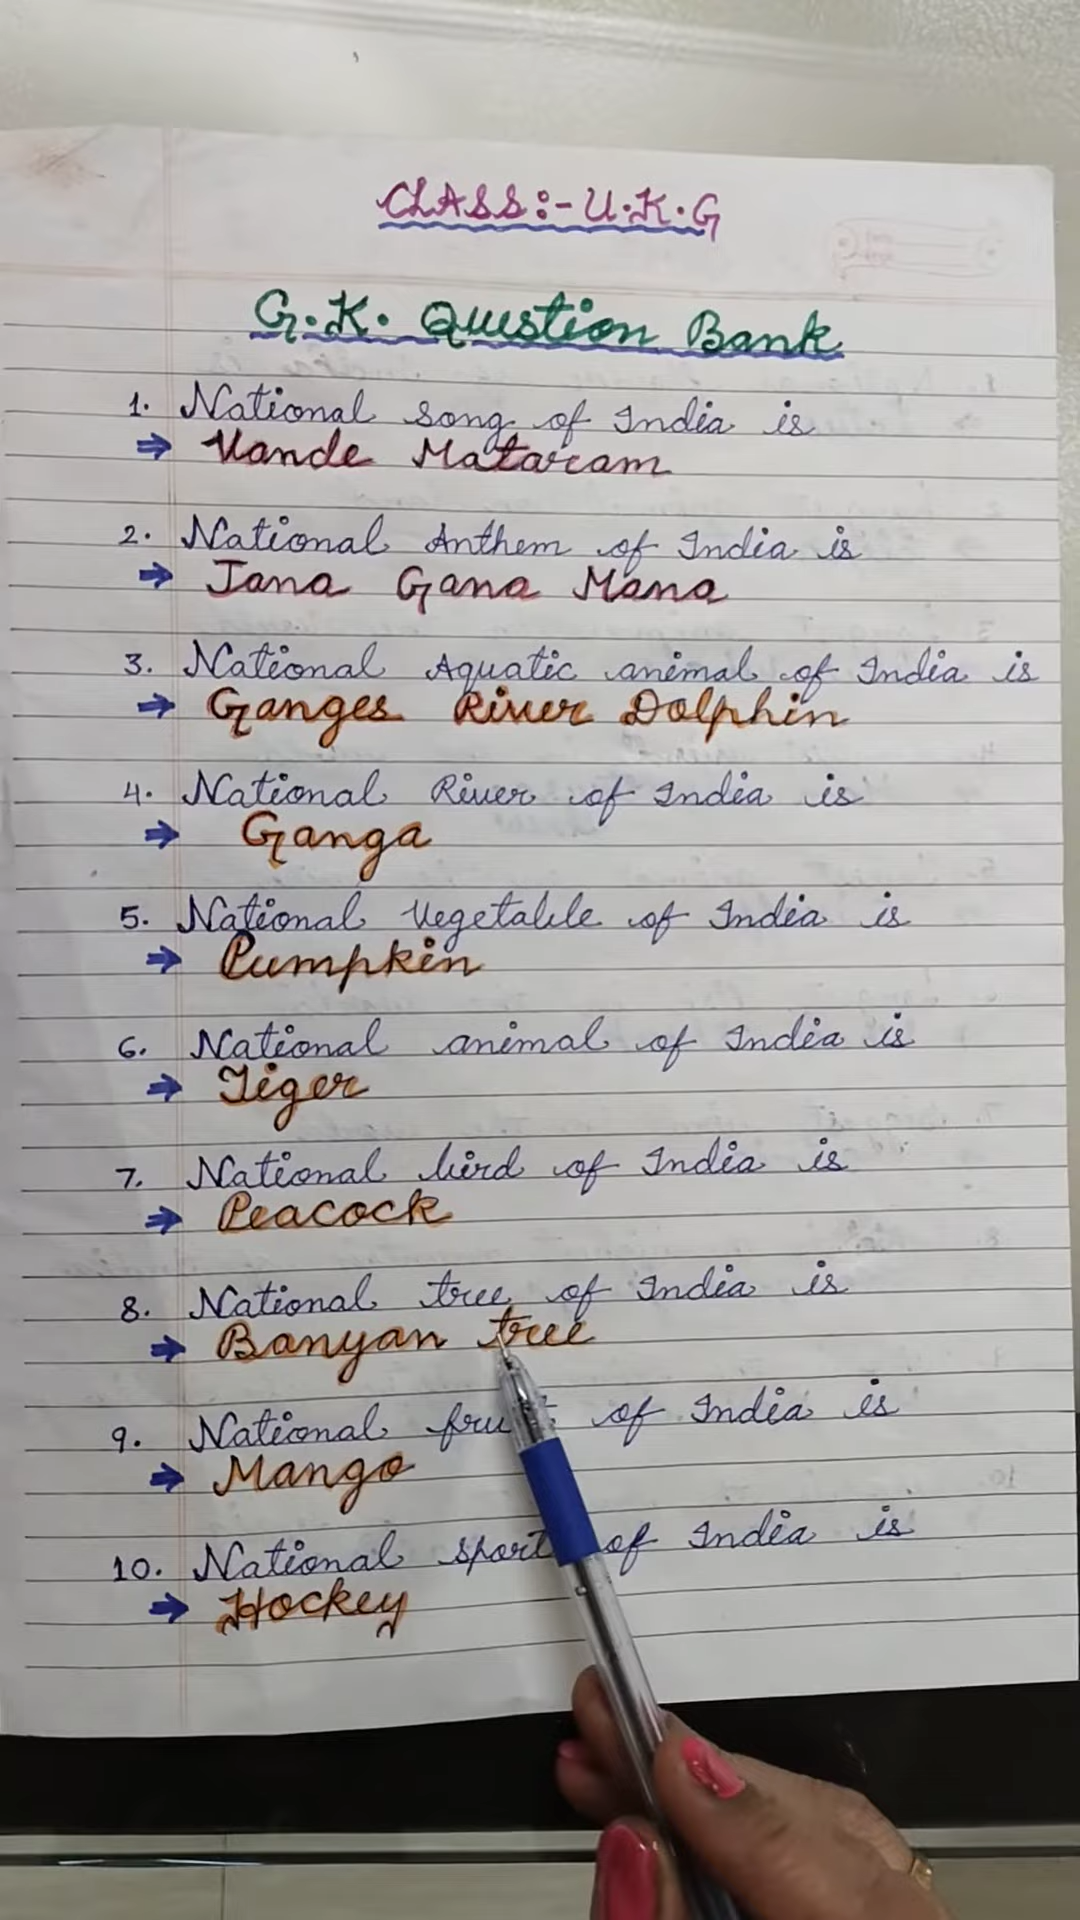 CLASS:- U.K.G
G.K. Question Bank
1. National song of India is
⇒ Vande Mataram
2. National Anthem of India is
⇒ Jana Gana Mana
3. National Aquatic animal of India is
⇒ Ganges River Dolphin
4. National River of India is
⇒ Ganga
5. National Vegetable of India is
⇒ Pumpkin
6. National animal of India is
⇒ Tiger
7. National bird of India is
⇒ Peacock
8. National tree of India is
⇒ Banyan tree
9. National fruit of India is
⇒ Mango
10. National sport of India is
⇒ Hockey